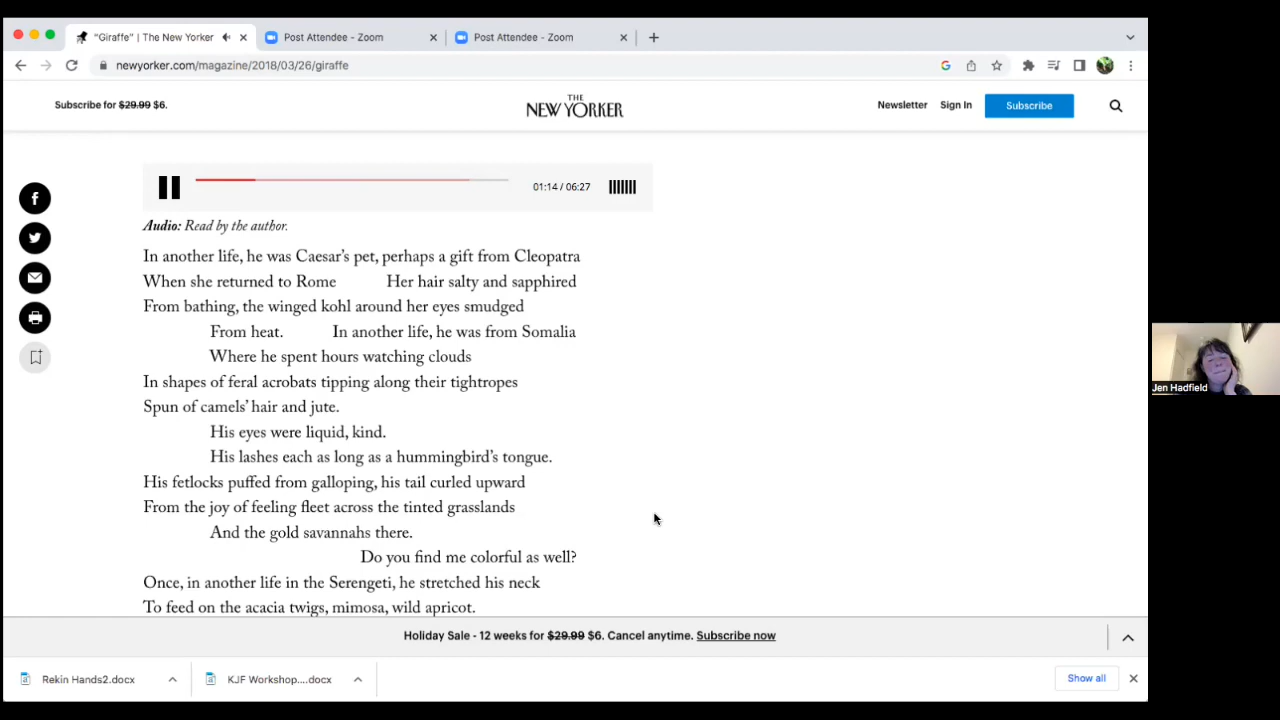 "Giraffe" | The New Yorker
Post Attendee - Zoom
Post Attendee - Zoom
newyorker.com/magazine/2018/03/26/giraffe
Subscribe for $29.99 $6.
THE
NEW YORKER
Newsletter
Sign In
Subscribe
01:14 / 06:27
Audio: Read by the author.
In another life, he was Caesar's pet, perhaps a gift from Cleopatra
When she returned to Rome Her hair salty and sapphired
From bathing, the winged kohl around her eyes smudged
From heat. In another life, he was from Somalia
Where he spent hours watching clouds
In shapes of feral acrobats tipping along their tightropes
Spun of camels' hair and jute.
His eyes were liquid, kind.
His lashes each as long as a hummingbird's tongue.
His fetlocks puffed from galloping, his tail curled upward
From the joy of feeling fleet across the tinted grasslands
And the gold savannahs there.
Do you find me colorful as well?
Once, in another life in the Serengeti, he stretched his neck
To feed on the acacia twigs, mimosa, wild apricot.
Jen Hadfield
Holiday Sale - 12 weeks for $29.99 $6. Cancel anytime. Subscribe now
Rekin Hands2.docx
KJF Workshop....docx
Show all